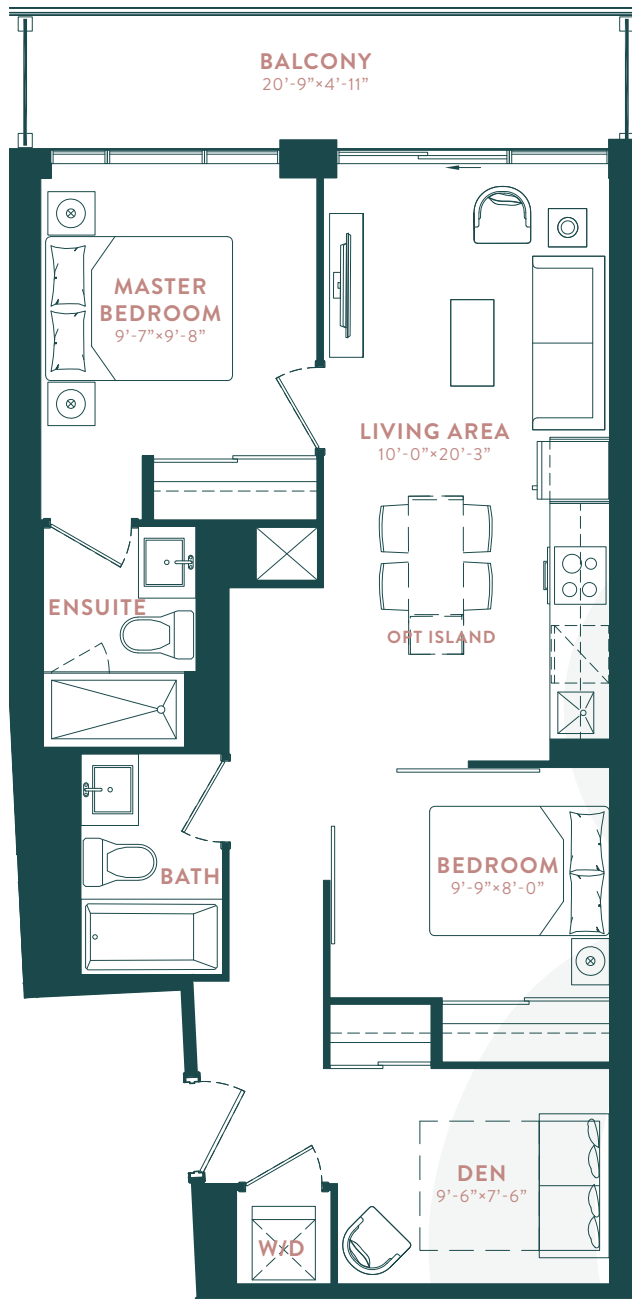 BALCONY
20’-9”×4’-11”
MASTER
BEDROOM
9’-7”×9’-8”
LIVING AREA
10’-0”×20’-3”
ENSUITE
OPT ISLAND
BEDROOM
9’-9”×8’-0”
BATH
DEN
9’-6”×7’-6”
W/D